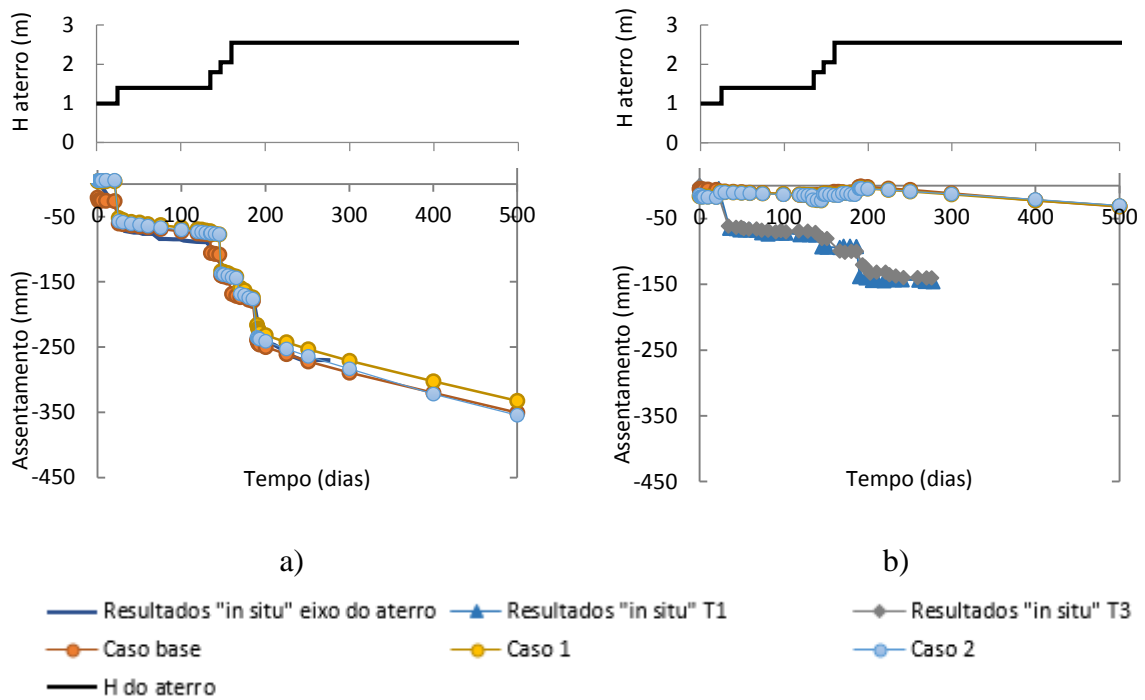 H aterro (m)
3
2
1
0
0
100
200
300
400
500
-50
-150
-250
-350
-450
Assentamento (mm)
Tempo (dias)
a)
H aterro (m)
3
2
1
0
0
100
200
300
400
500
-50
-150
-250
-350
-450
Assentamento (mm)
Tempo (dias)
b)
Resultados "in situ" eixo do aterro
Resultados "in situ" T1
Resultados "in situ" T3
Caso base
Caso 1
Caso 2
H do aterro